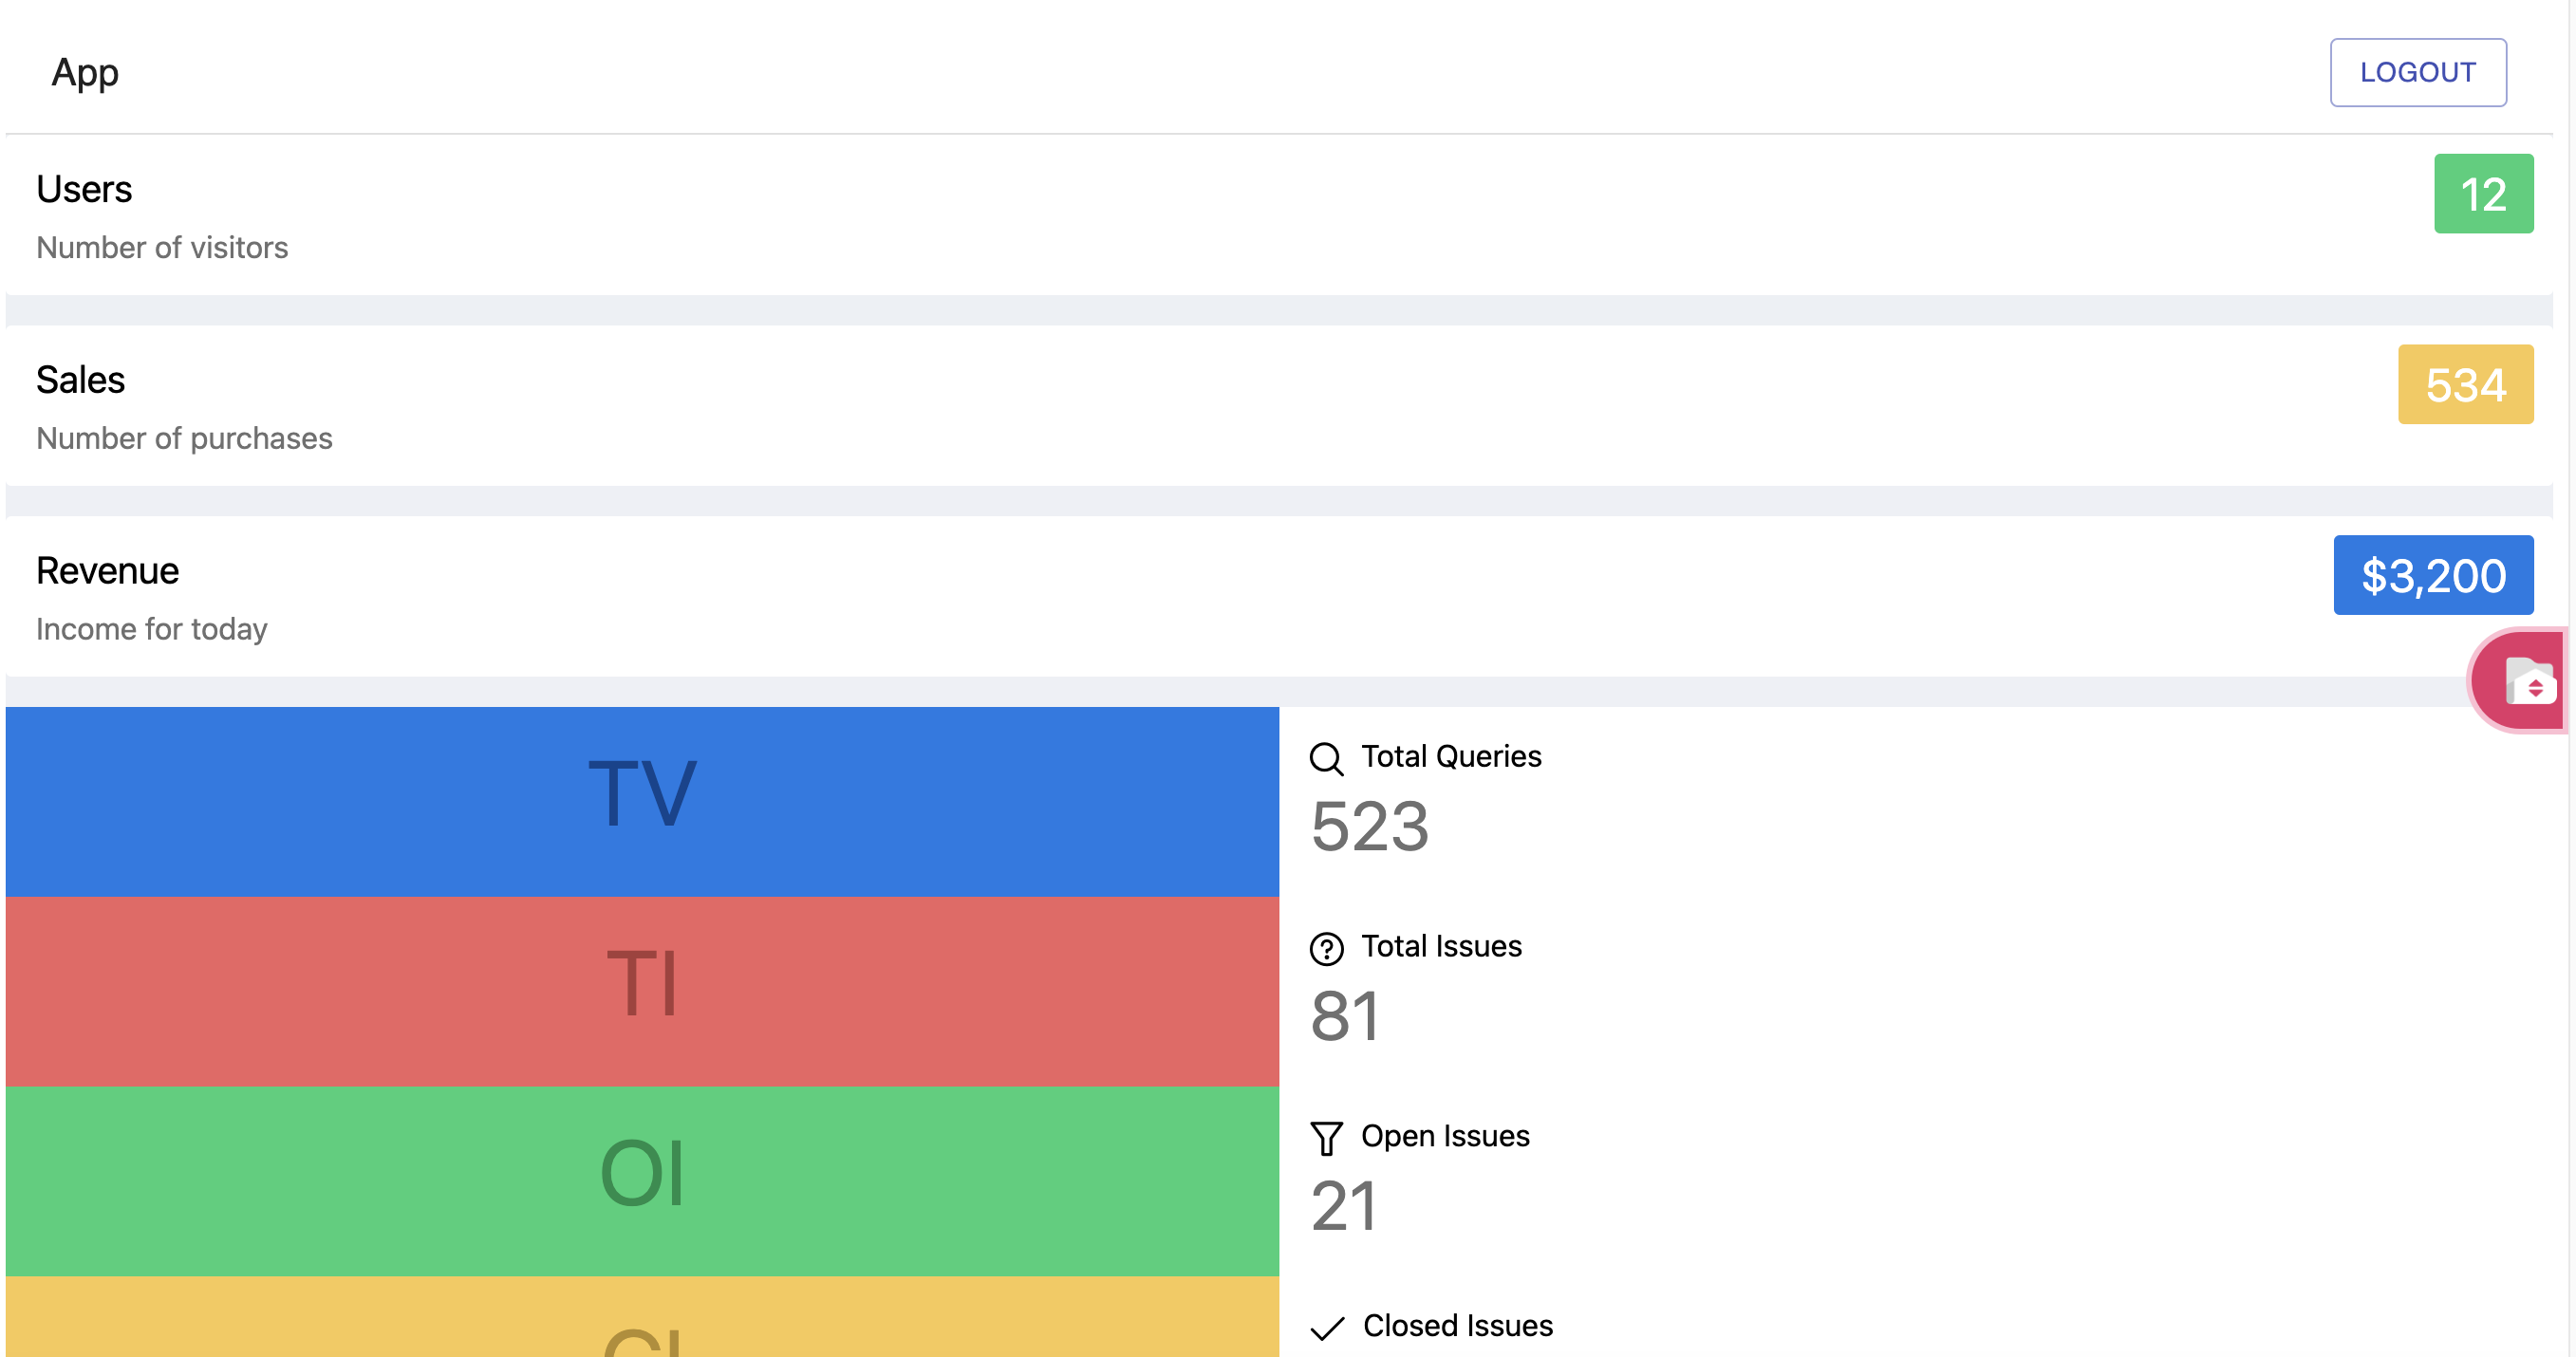 App
LOGOUT
Users
12
Number of visitors
Sales
534
Number of purchases
Revenue
$3,200
Income for today
TV
Total Queries
523
TI
Total Issues
81
OI
Open Issues
21
CI
Closed Issues